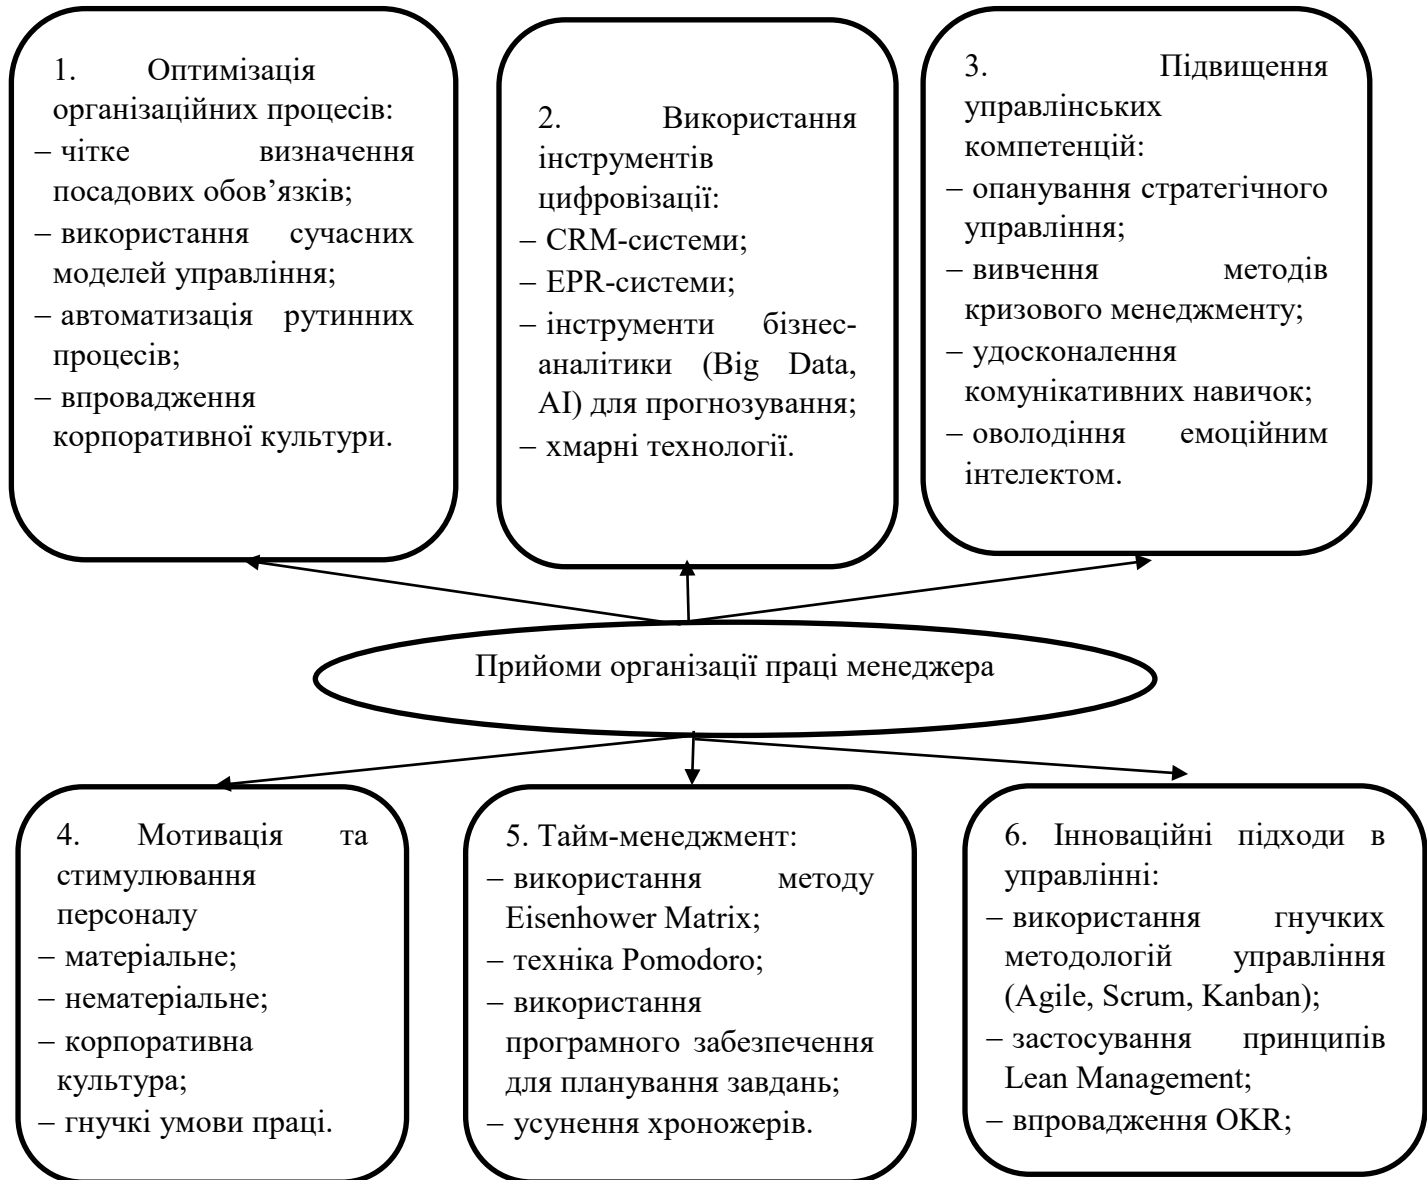 1. Оптимізація
організаційних процесів:
– чітке визначення
посадових обов’язків;
– використання сучасних
моделей управління;
– автоматизація рутинних
процесів;
– впровадження
корпоративної культури.
2. Використання
інструментів
цифровізації:
– CRM-системи;
– EPR-системи;
– інструменти бізнес-
аналітики (Big Data,
AI) для прогнозування;
– хмарні технології.
3. Підвищення
управлінських
компетенцій:
– опанування стратегічного
управління;
– вивчення методів
кризового менеджменту;
– удосконалення
комунікативних навичок;
– оволодіння емоційним
інтелектом.
Прийоми організації праці менеджера
4. Мотивація та
стимулювання
персоналу
– матеріальне;
– нематеріальне;
– корпоративна
культура;
– гнучкі умови праці.
5. Тайм-менеджмент:
– використання методу
Eisenhower Matrix;
– техніка Pomodoro;
– використання
програмного забезпечення
для планування завдань;
– усунення хроножерів.
6. Інноваційні підходи в
управлінні:
– використання гнучких
методологій управління
(Agile, Scrum, Kanban);
– застосування принципів
Lean Management;
– впровадження OKR;